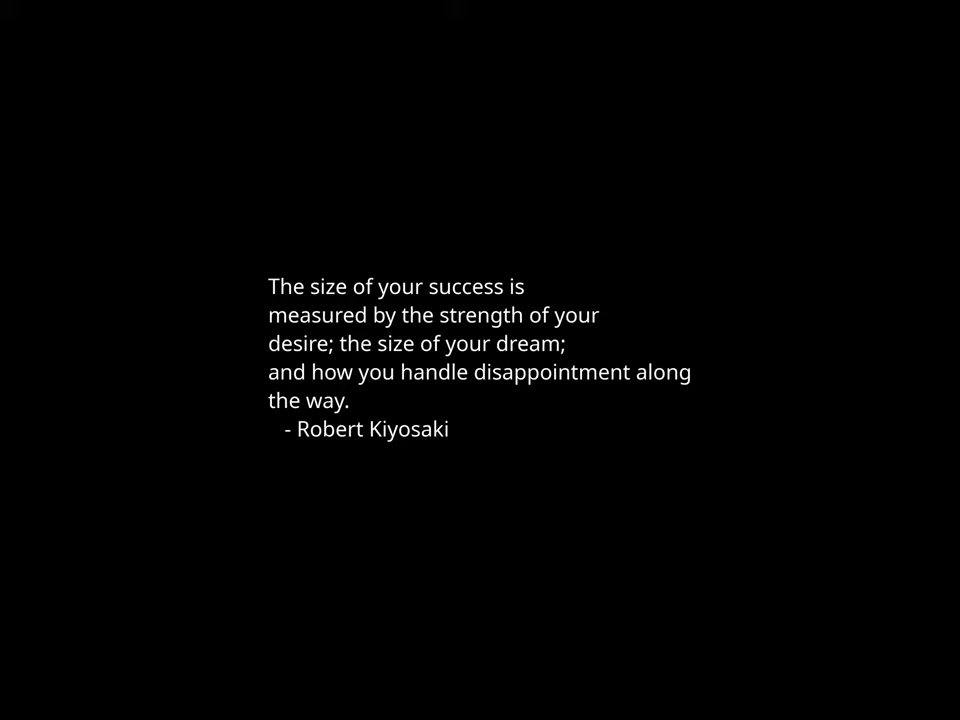 The size of your success is
measured by the strength of your
desire; the size of your dream;
and how you handle disappointment along
the way.
- Robert Kiyosaki